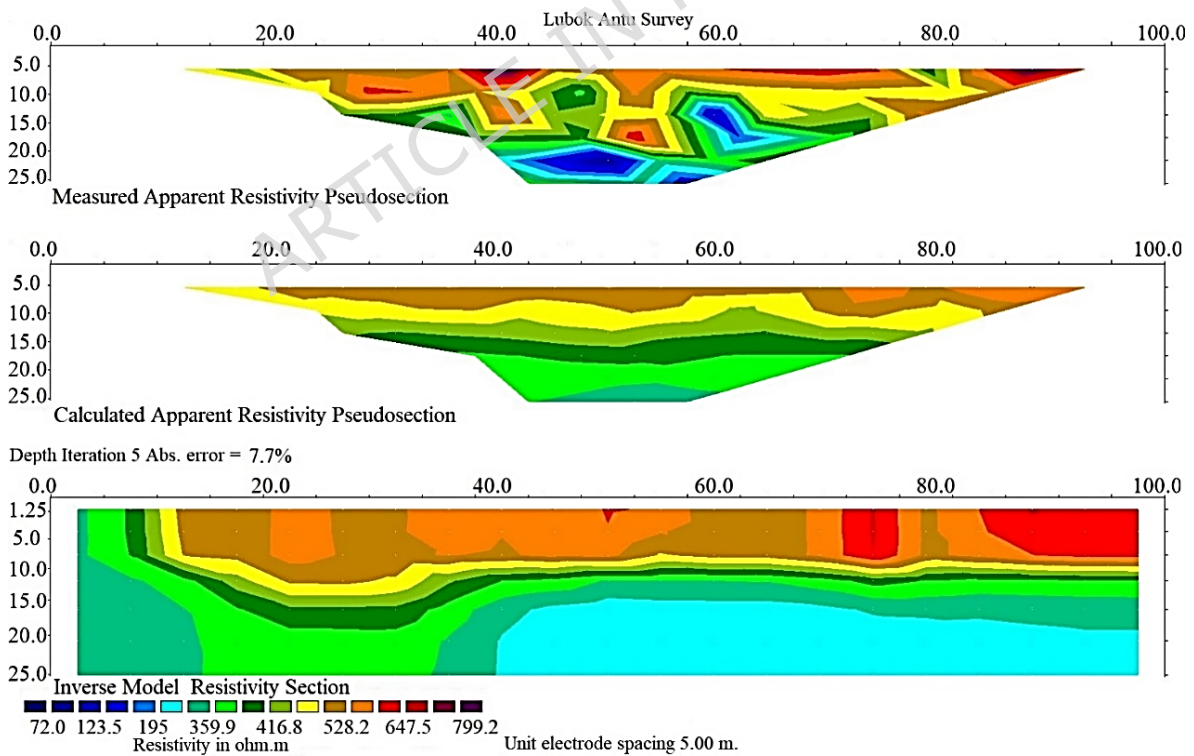 Lubok Antu Survey
0.0 20.0 40.0 60.0 80.0 100.0
5.0
10.0
15.0
20.0
25.0
Measured Apparent Resistivity Pseudosection
ARTICLE IN
0.0 20.0 40.0 60.0 80.0 100.0
5.0
10.0
15.0
20.0
25.0
Calculated Apparent Resistivity Pseudosection
Depth Iteration 5 Abs. error = 7.7%
0.0 20.0 40.0 60.0 80.0 100.0
1.25
5.0
10.0
15.0
20.0
25.0
Inverse Model Resistivity Section
72.0 123.5 195 359.9 416.8 528.2 647.5 799.2
Resistivity in ohm.m Unit electrode spacing 5.00 m.